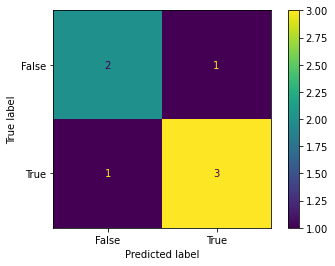 3.00
2.75
2.50
2.25
2.00
1.75
1.50
1.25
1.00
True label
False
2
1
True
1
3
False
True
Predicted label